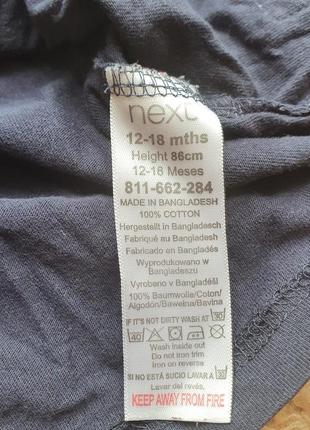 next
12-18 mths
Height 86cm
12-18 Meses
811-662-284
MADE IN BANGLADESH
100% COTTON
Hergestellt in Bangladesch
Fabriqué au Bangladesh
Fabricado en Bangladesh
Wyprodukowano w
Bangladeszu
Vyrobeno v Bangladéši
100% Baumwolle/Coton/
Algodón/Bawełna/Bavlna
IF IT'S NOT DIRTY WASH AT 30
40
Wash inside out
Do not iron trim
Iron on reverse
SI NO ESTÁ SUCIO LAVAR A 30
Lavar del revés,
KEEP AWAY FROM FIRE